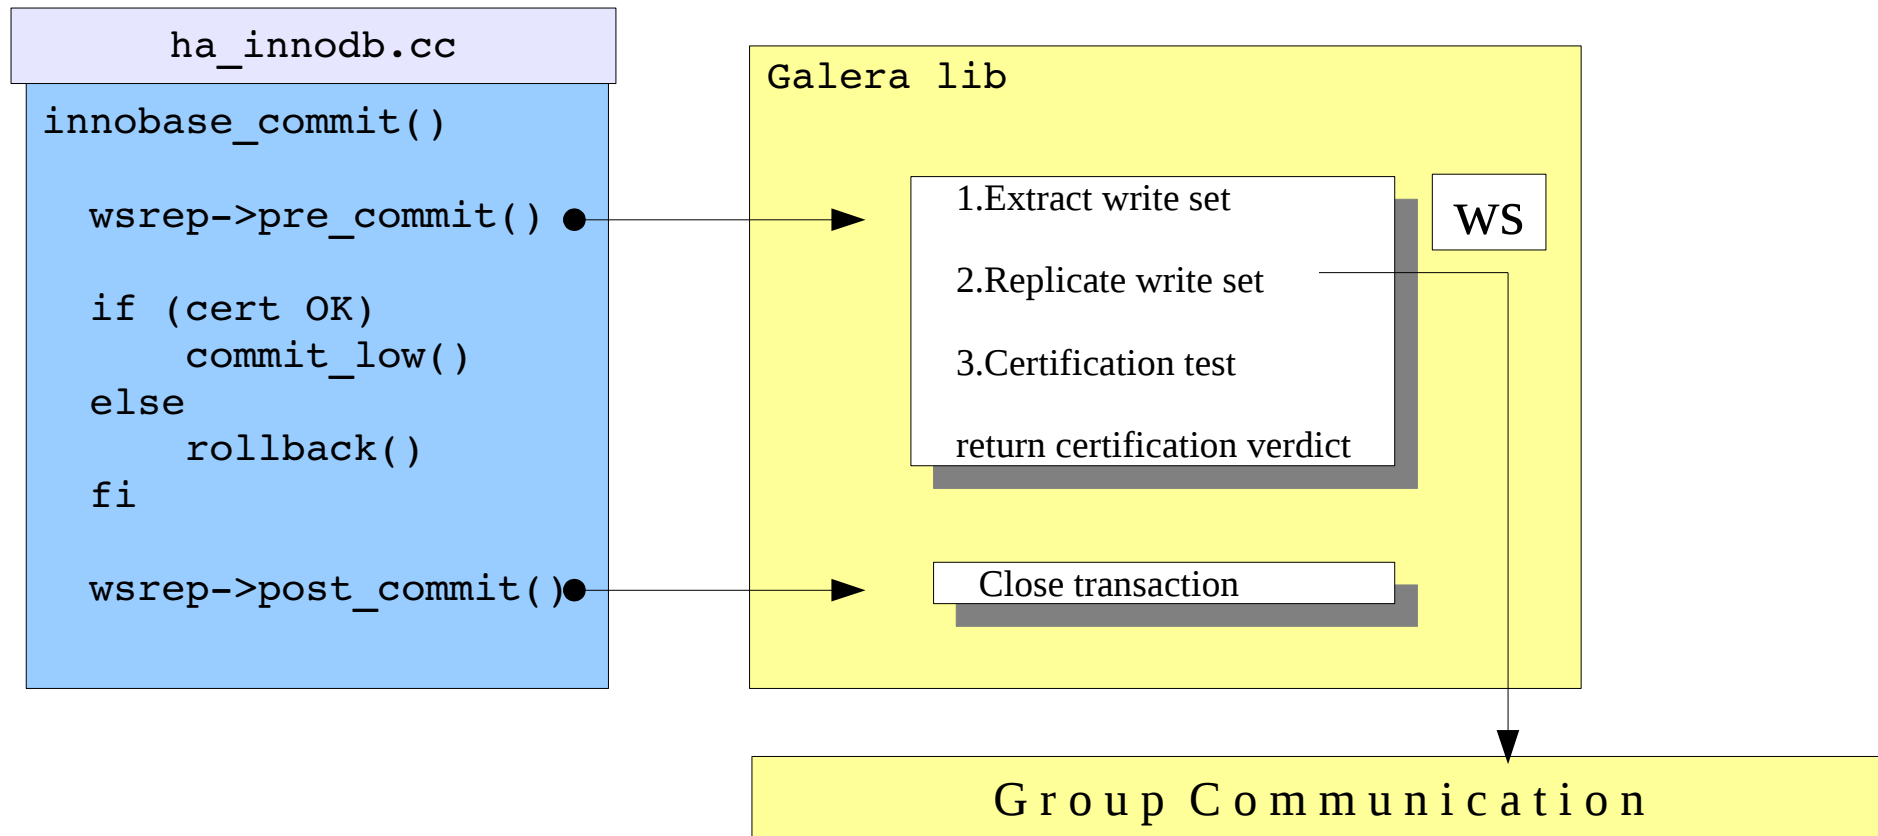 ha_innodb.cc
innobase_commit()
wsrep->pre_commit()
if (cert OK)
commit_low()
else
rollback()
fi
wsrep->post_commit()
Galera lib
1.Extract write set
2.Replicate write set
3.Certification test
return certification verdict
ws
Close transaction
Group Communication